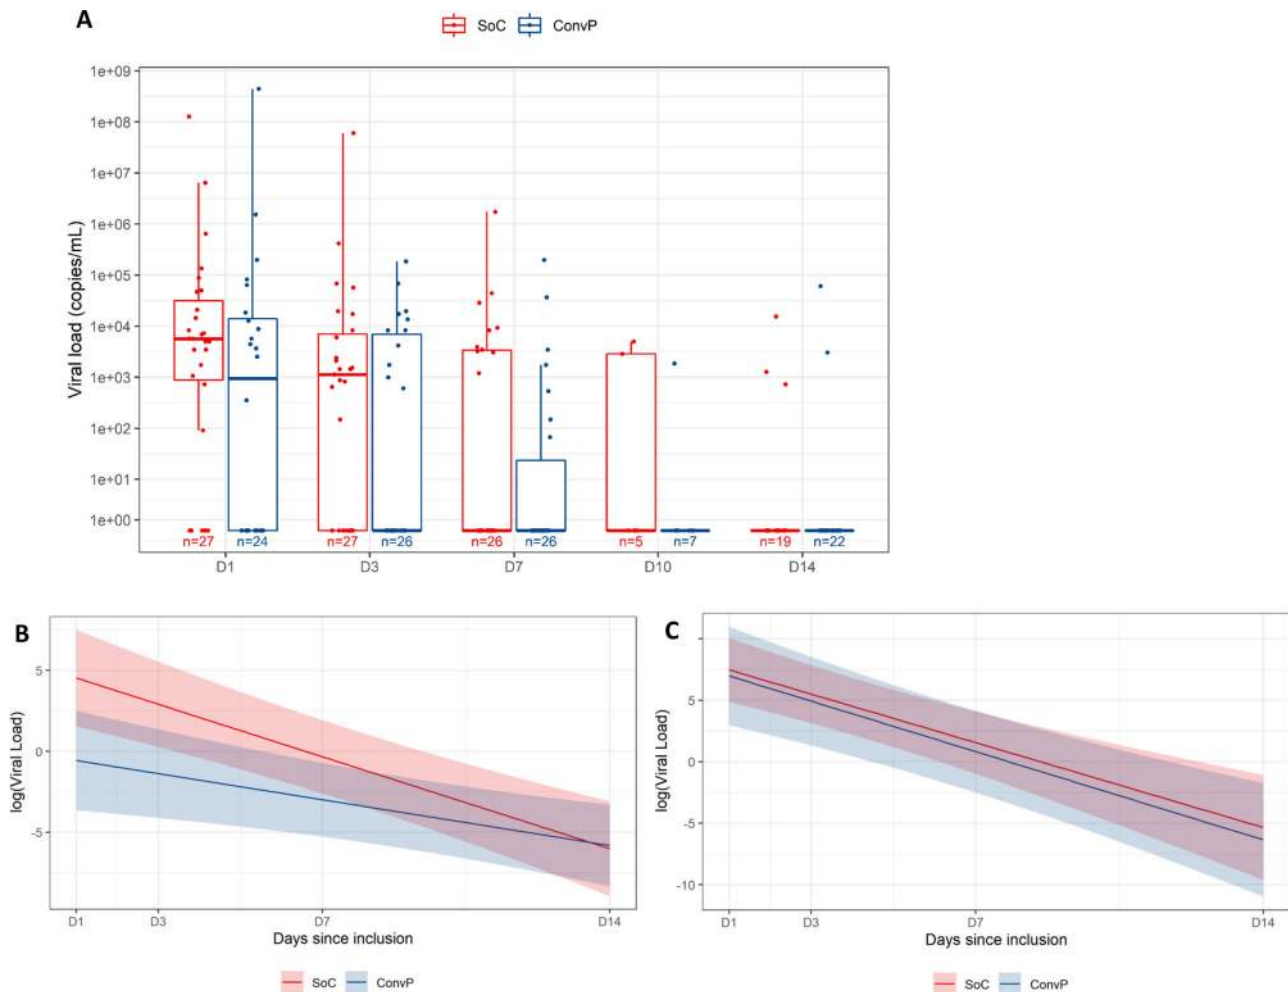 A
SoC ConvP
Viral load (copies/mL)
1e+09
1e+08
1e+07
1e+06
1e+05
1e+04
1e+03
1e+02
1e+01
1e+00
n=27 n=24 n=27 n=26 n=26 n=26 n=5 n=7 n=19 n=22
D1 D3 D7 D10 D14
B
log(Viral Load)
5
0
-5
D1 D3 D7 D14
Days since inclusion
SoC ConvP
C
log(Viral Load)
5
0
-5
-10
D1 D3 D7 D14
Days since inclusion
SoC ConvP